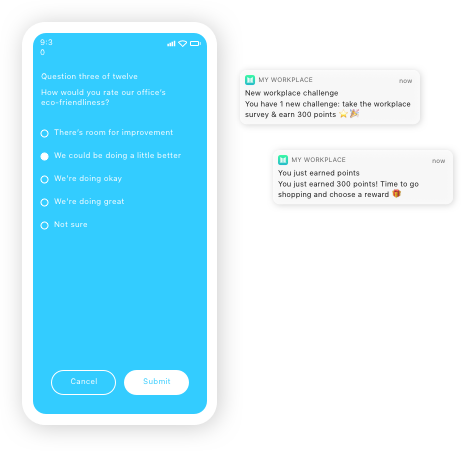 9:3
0
Question three of twelve
How would you rate our office's
eco-friendliness?
There's room for improvement
We could be doing a little better
We're doing okay
We're doing great
Not sure
Cancel
Submit
MY WORKPLACE
now
New workplace challenge
You have 1 new challenge: take the workplace
survey & earn 300 points ⭐🎉
MY WORKPLACE
now
You just earned points
You just earned 300 points! Time to go
shopping and choose a reward 🎁